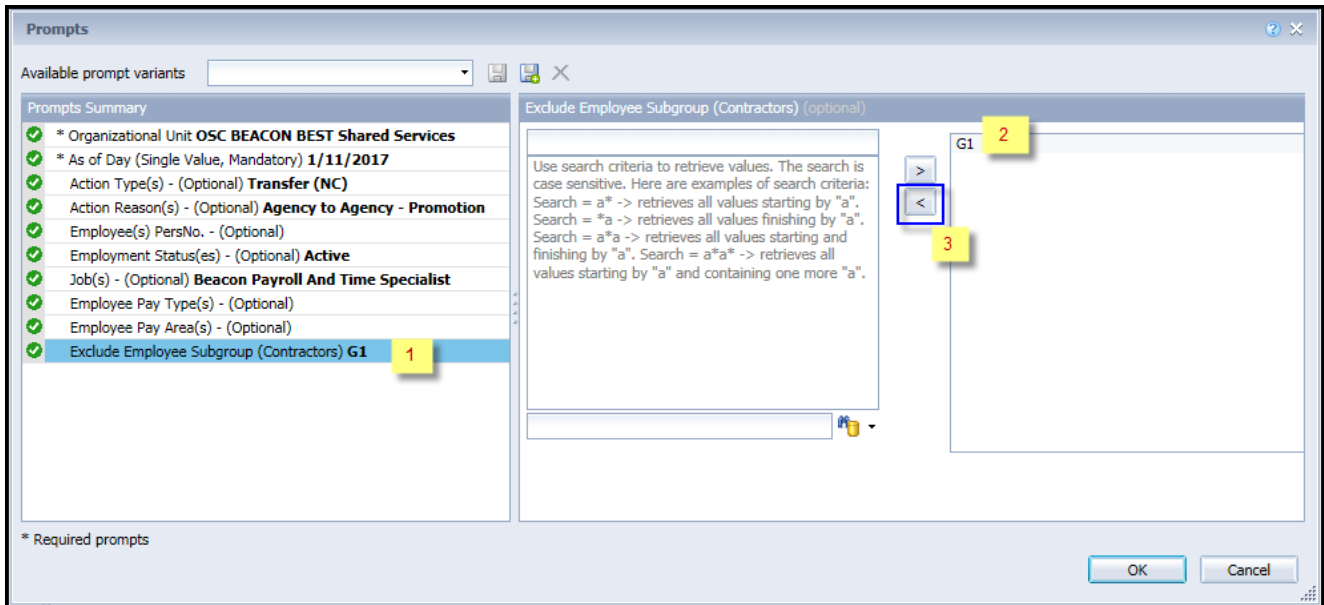 Prompts
Available prompt variants
Prompts Summary
* Organizational Unit OSC BEACON BEST Shared Services
* As of Day (Single Value, Mandatory) 1/11/2017
Action Type(s) - (Optional) Transfer (NC)
Action Reason(s) - (Optional) Agency to Agency - Promotion
Employee(s) PersNo. - (Optional)
Employment Status(es) - (Optional) Active
Job(s) - (Optional) Beacon Payroll And Time Specialist
Employee Pay Type(s) - (Optional)
Employee Pay Area(s) - (Optional)
Exclude Employee Subgroup (Contractors) G1
1
Exclude Employee Subgroup (Contractors) (optional)
Use search criteria to retrieve values. The search is
case sensitive. Here are examples of search criteria:
Search = a* -> retrieves all values starting by "a".
Search = *a -> retrieves all values finishing by "a".
Search = a*a -> retrieves all values starting and
finishing by "a". Search = a*a* -> retrieves all
values starting by "a" and containing one more "a".
>
<
3
G1
2
* Required prompts
OK
Cancel